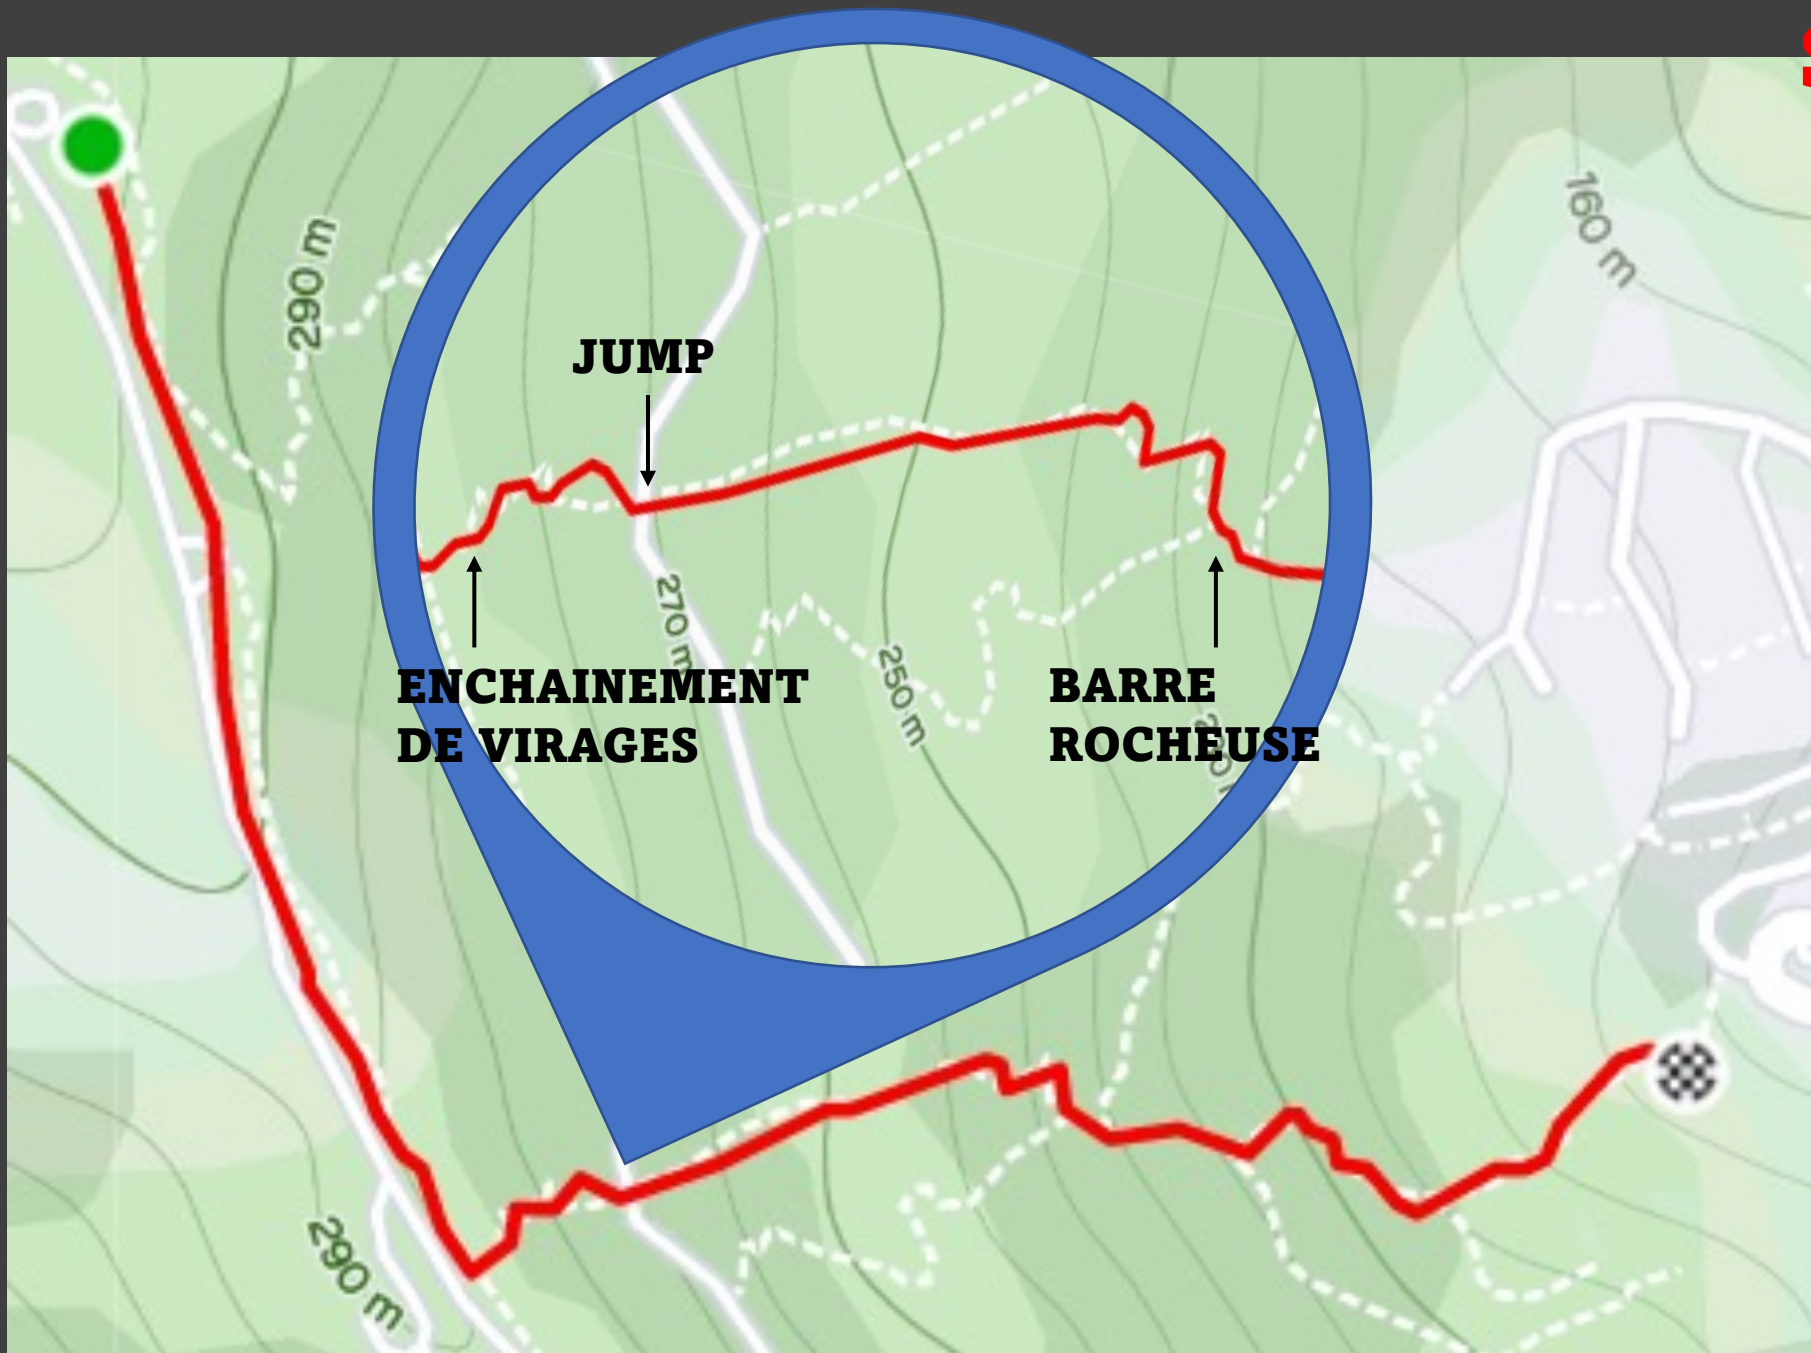 290 m
160 m
JUMP
270 m
250 m
ENCHAINEMENT
DE VIRAGES
BARRE
ROCHEUSE
290 m